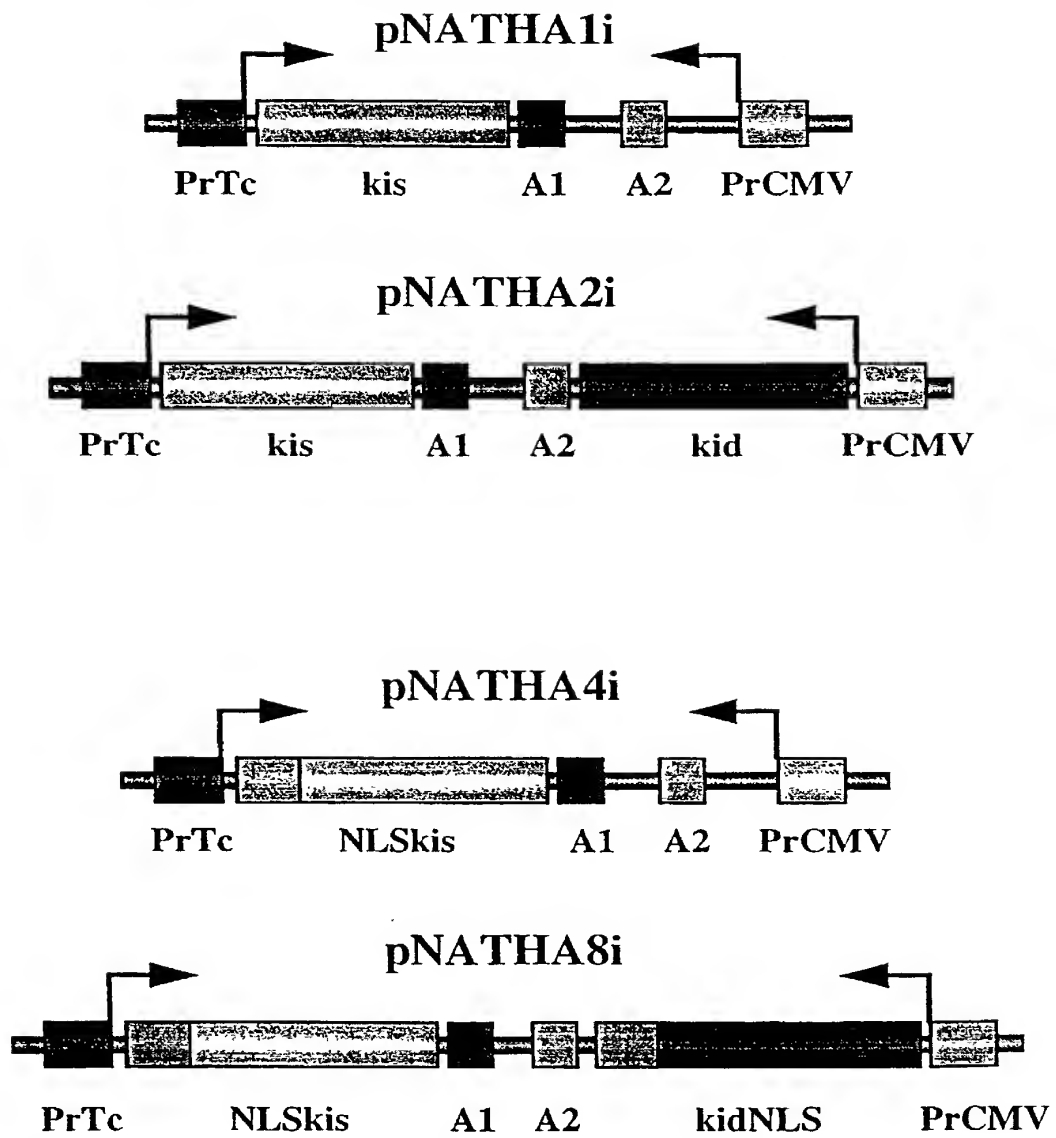 pNATHA1i
PrTc kis A1 A2 PrCMV
pNATHA2i
PrTc kis A1 A2 kid PrCMV
pNATHA4i
PrTc NLSkis A1 A2 PrCMV
pNATHA8i
PrTc NLSkis A1 A2 kidNLS PrCMV